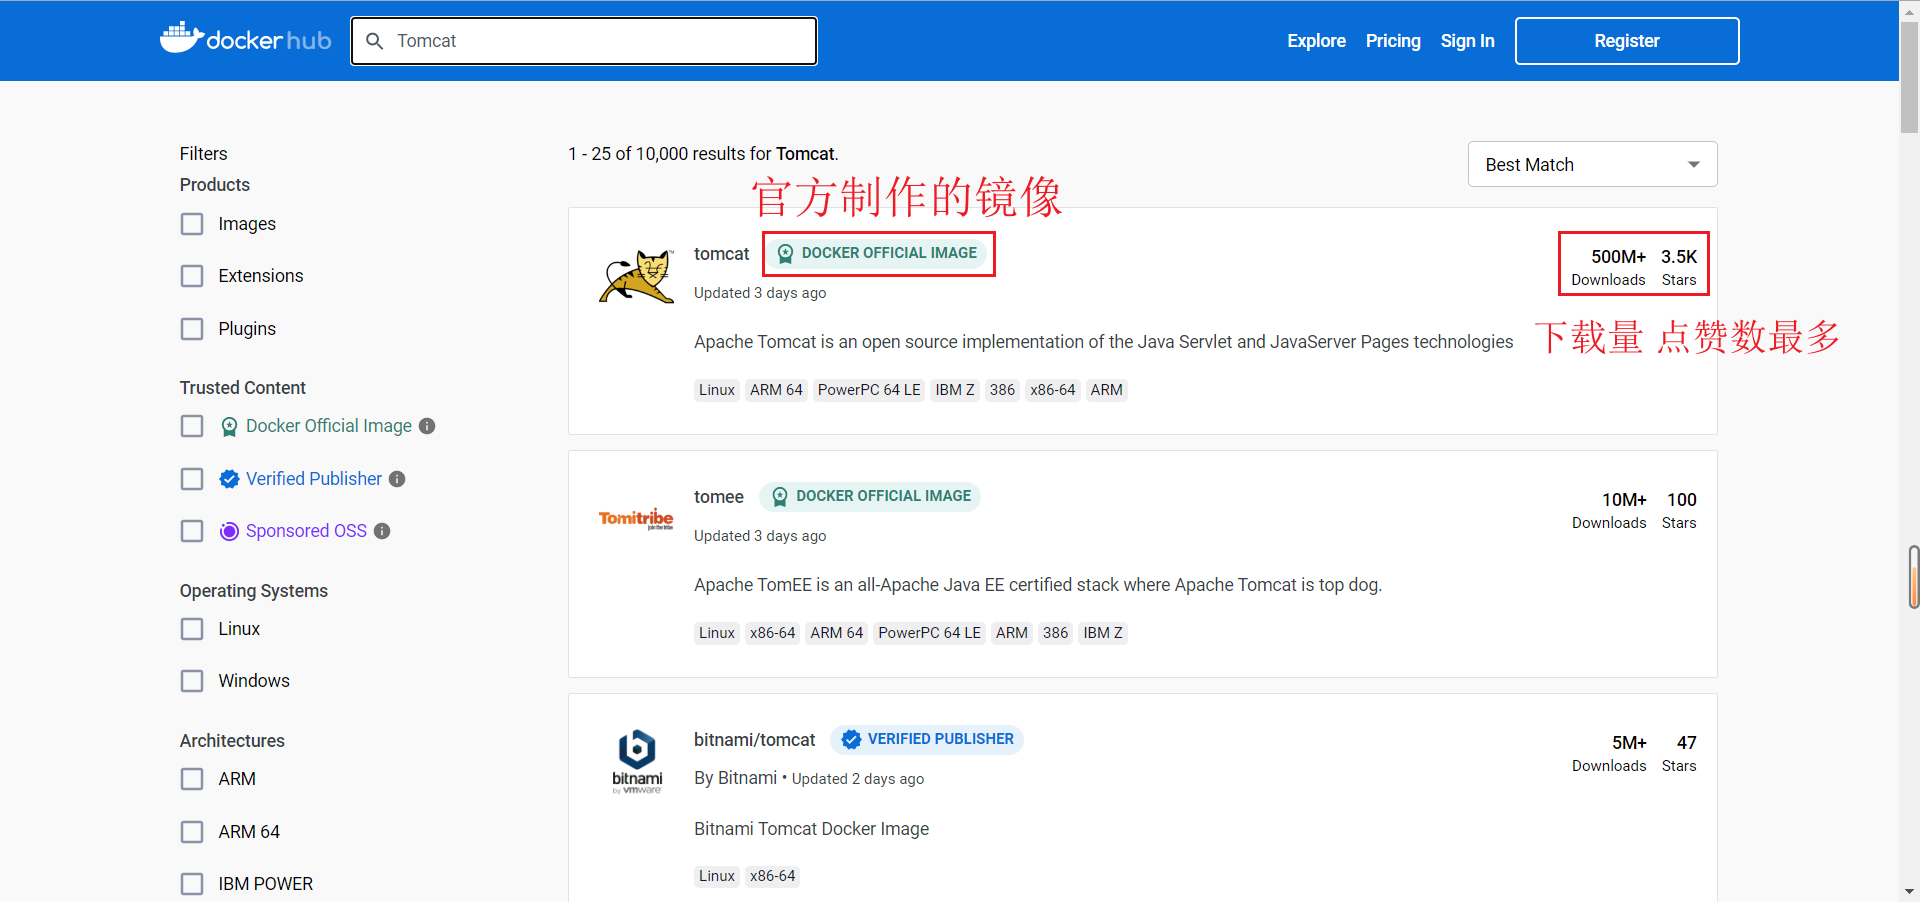 docker hub
Tomcat
Explore Pricing Sign In Register
Filters
Products
Images
Extensions
Plugins
Trusted Content
Docker Official Image
Verified Publisher
Sponsored OSS
Operating Systems
Linux
Windows
Architectures
ARM
ARM 64
IBM POWER
1 - 25 of 10,000 results for Tomcat.
Best Match
官方制作的镜像
tomcat DOCKER OFFICIAL IMAGE
500M+ 3.5K
Downloads Stars
Updated 3 days ago
下载量 点赞数最多
Apache Tomcat is an open source implementation of the Java Servlet and JavaServer Pages technologies
Linux ARM 64 PowerPC 64 LE IBM Z 386 x86-64 ARM
Tomitribe
join the tribe
tomee DOCKER OFFICIAL IMAGE
10M+ 100
Downloads Stars
Updated 3 days ago
Apache TomEE is an all-Apache Java EE certified stack where Apache Tomcat is top dog.
Linux x86-64 ARM 64 PowerPC 64 LE ARM 386 IBM Z
bitnami
by vmware
bitnami/tomcat VERIFIED PUBLISHER
5M+ 47
Downloads Stars
By Bitnami • Updated 2 days ago
Bitnami Tomcat Docker Image
Linux x86-64